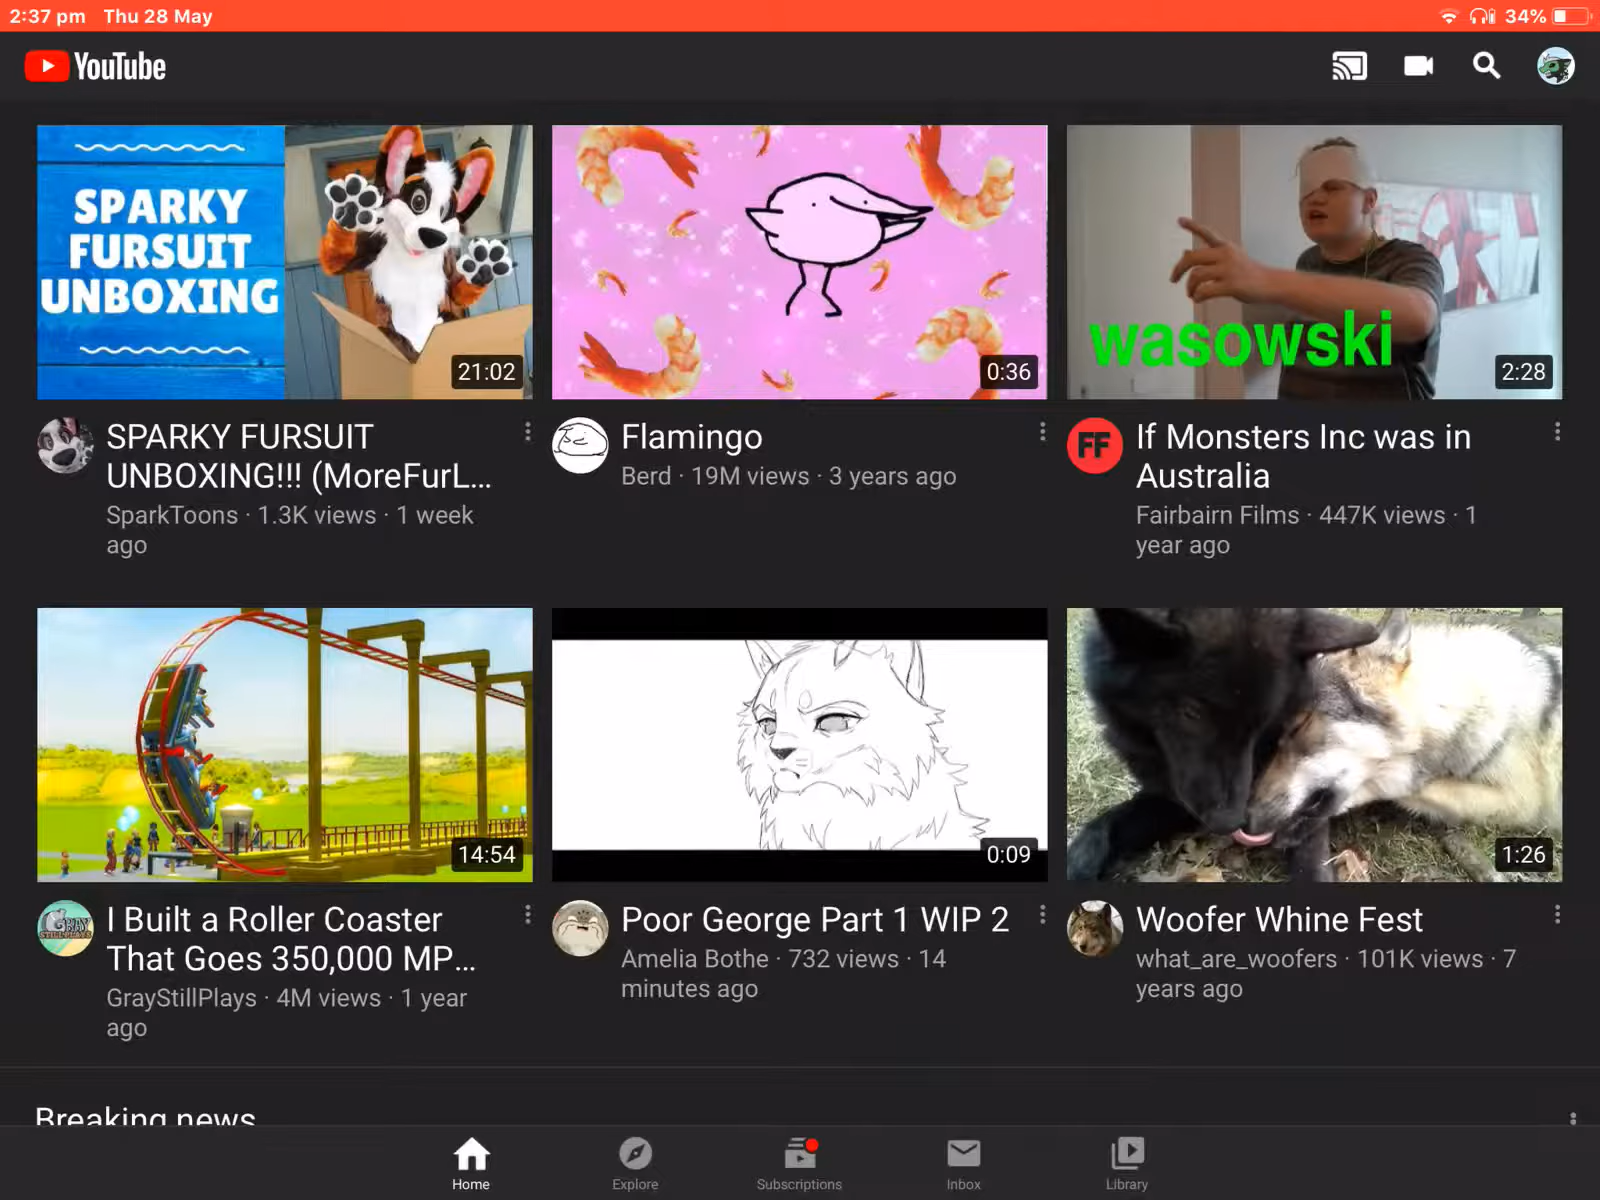 2:37 pm Thu 28 May
34%
YouTube
SPARKY
FURSUIT
UNBOXING
21:02
0:36
wasowski
2:28
SPARKY FURSUIT
UNBOXING!!! (MoreFurL...
SparkToons · 1.3K views · 1 week
ago
Flamingo
Berd · 19M views · 3 years ago
FF
If Monsters Inc was in
Australia
Fairbairn Films · 447K views · 1
year ago
14:54
0:09
1:26
GRAY
I Built a Roller Coaster
That Goes 350,000 MP...
GrayStillPlays · 4M views · 1 year
ago
Poor George Part 1 WIP 2
Amelia Bothe · 732 views · 14
minutes ago
Woofer Whine Fest
what_are_woofers · 101K views · 7
years ago
Breaking news
Home
Explore
Subscriptions
Inbox
Library